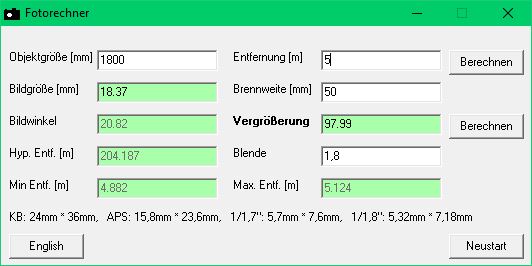 Fotorechner
Objektgröße [mm] 1800 Entfernung [m] 5 Berechnen
Bildgröße [mm] 18.37 Brennweite [mm] 50
Bildwinkel 20.82 Vergrößerung 97.99 Berechnen
Hyp. Entf. [m] 204.187 Blende 1,8
Min Entf. [m] 4.882 Max. Entf. [m] 5.124
KB: 24mm * 36mm, APS: 15,8mm * 23,6mm, 1/1,7": 5,7mm * 7,6mm, 1/1,8": 5,32mm * 7,18mm
English Neustart